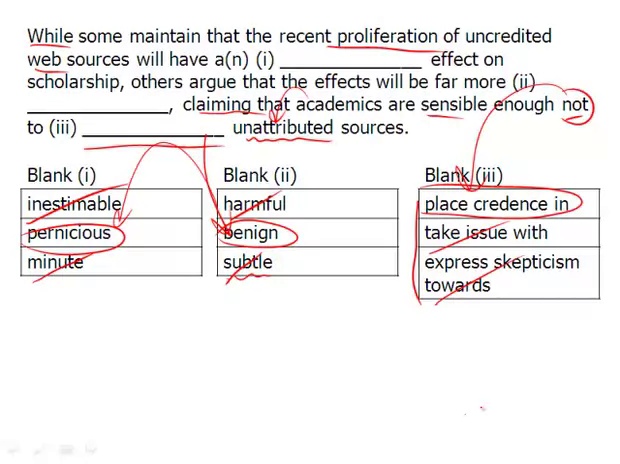 While some maintain that the recent proliferation of uncredited
web sources will have a(n) (i) _______________ effect on
scholarship, others argue that the effects will be far more (ii)
_______________, claiming that academics are sensible enough not
to (iii) _______________ unattributed sources.
Blank (i) Blank (ii) Blank (iii)
inestimable harmful place credence in
pernicious benign take issue with
minute subtle express skepticism
towards